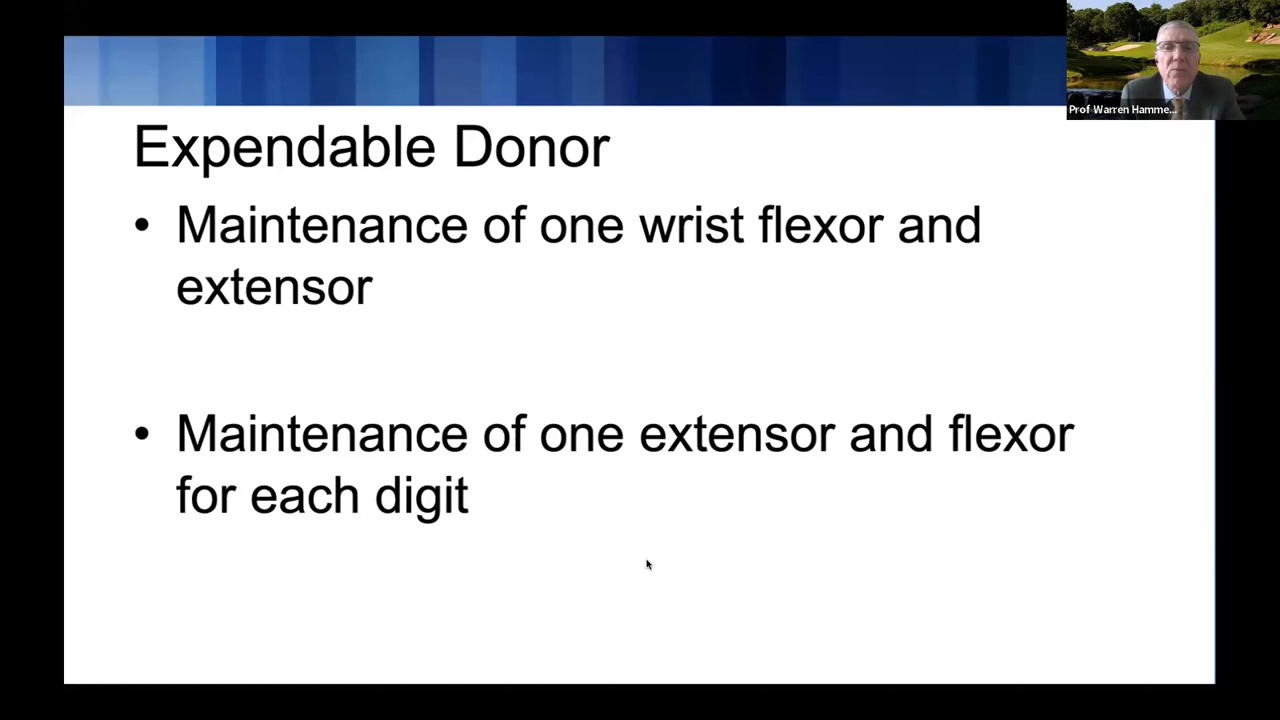 Prof Warren Hamme...
Expendable Donor
• Maintenance of one wrist flexor and
extensor
• Maintenance of one extensor and flexor
for each digit